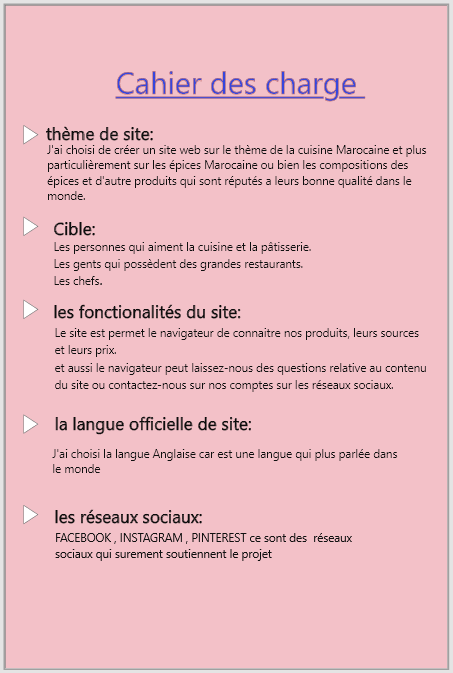 Cahier des charge
thème de site:
J'ai choisi de créer un site web sur le thème de la cuisine Marocaine et plus
particulièrement sur les épices Marocaine ou bien les compositions des
épices et d'autre produits qui sont réputés a leurs bonne qualité dans le
monde.
Cible:
Les personnes qui aiment la cuisine et la pâtisserie.
Les gents qui possèdent des grandes restaurants.
Les chefs.
les fonctionalités du site:
Le site est permet le navigateur de connaitre nos produits, leurs sources
et leurs prix.
et aussi le navigateur peut laissez-nous des questions relative au contenu
du site ou contactez-nous sur nos comptes sur les réseaux sociaux.
la langue officielle de site:
J'ai choisi la langue Anglaise car est une langue qui plus parlée dans
le monde
les réseaux sociaux:
FACEBOOK , INSTAGRAM , PINTEREST ce sont des réseaux
sociaux qui surement soutiennent le projet